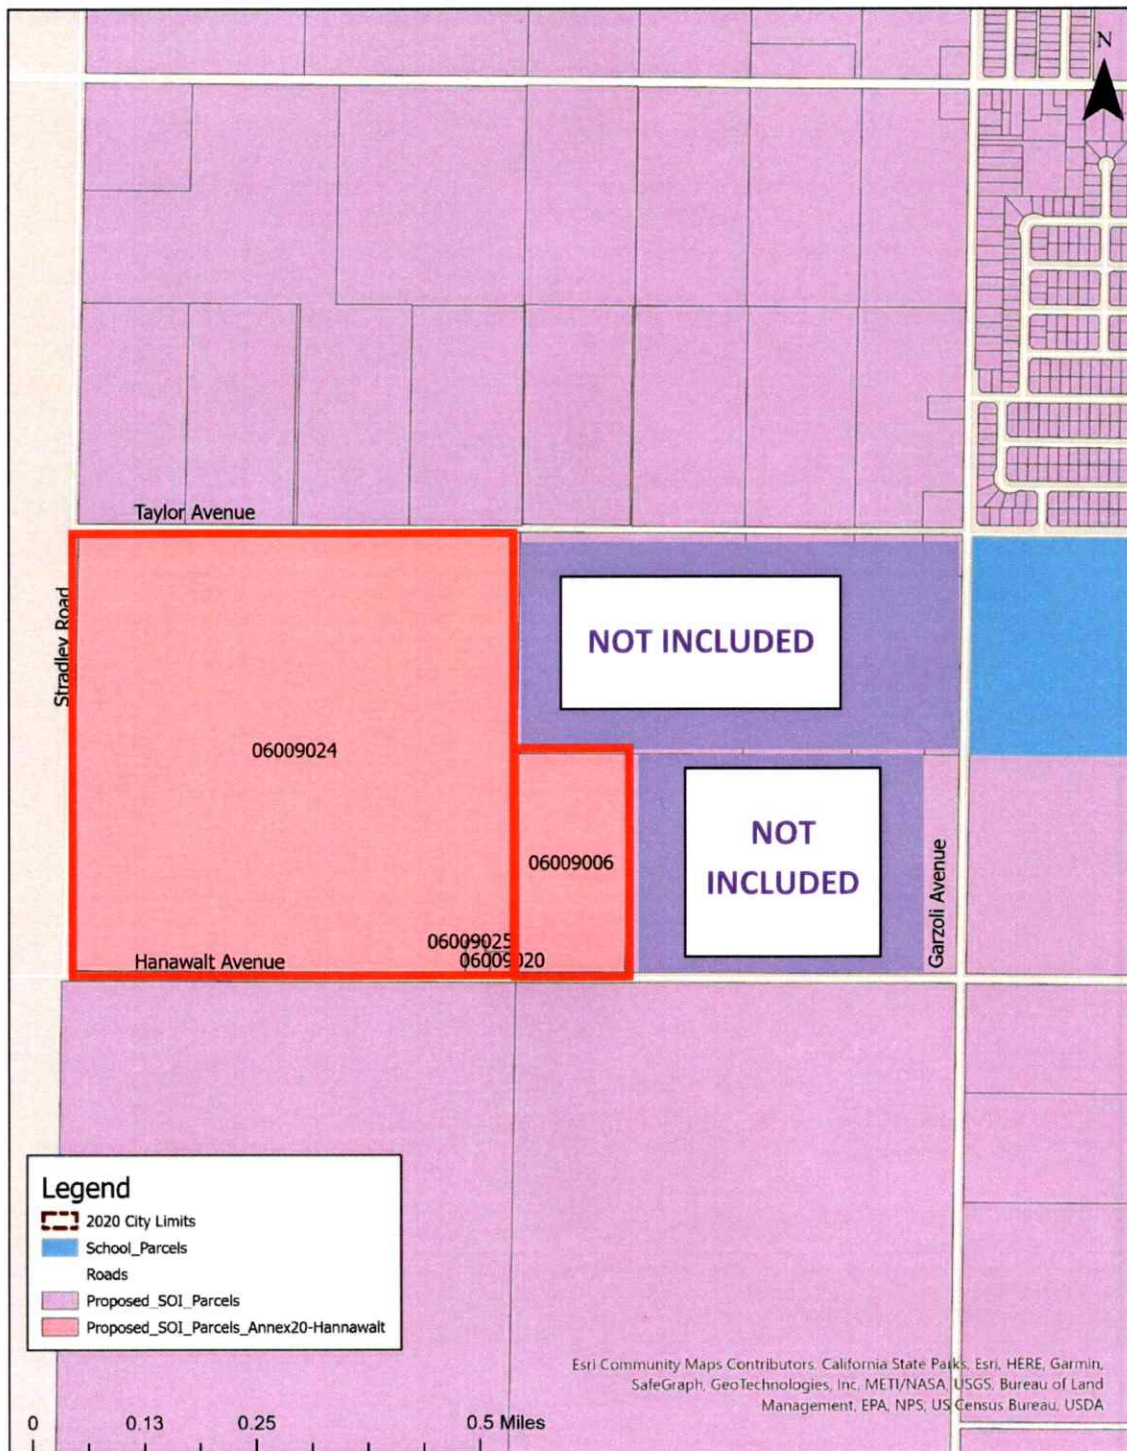 N
Taylor Avenue
Stradley Road
NOT INCLUDED
06009024
NOT
INCLUDED
06009006
Garzoli Avenue
06009025
06009020
Hanawalt Avenue
Legend
2020 City Limits
School_Parcels
Roads
Proposed_SOI_Parcels
Proposed_SOI_Parcels_Annex20-Hannawalt
Esri Community Maps Contributors, California State Parks, Esri, HERE, Garmin,
SafeGraph, GeoTechnologies, Inc, METI/NASA, USGS, Bureau of Land
Management, EPA, NPS, US Census Bureau, USDA
0 0.13 0.25 0.5 Miles